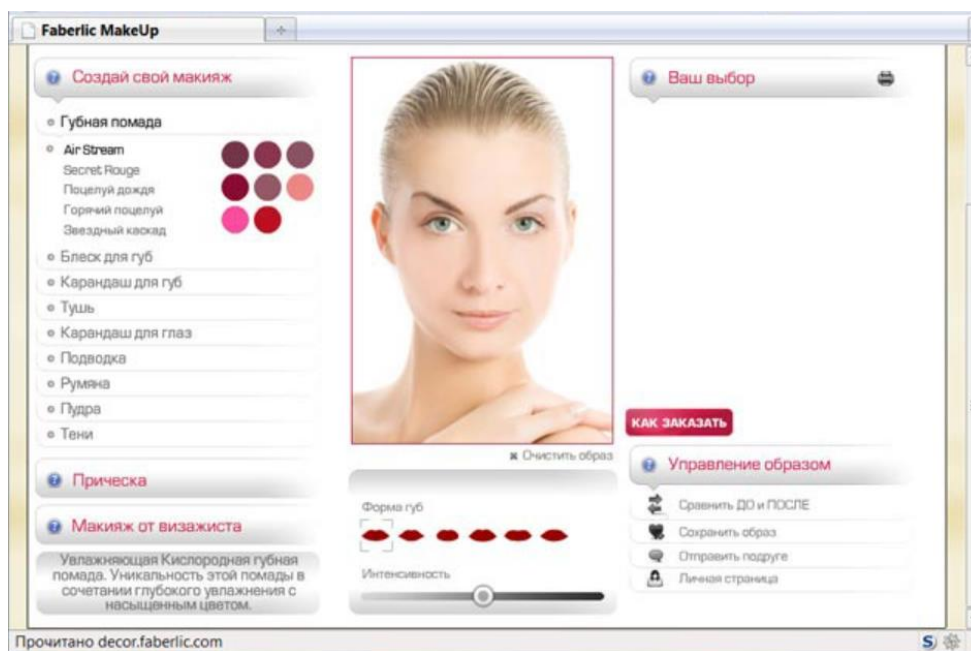 Faberlic MakeUp
Создай свой макияж
Губная помада
Air Stream
Secret Rouge
Поцелуй дождя
Горячий поцелуй
Звездный каскад
Блеск для губ
Карандаш для губ
Тушь
Карандаш для глаз
Подводка
Румяна
Пудра
Тени
Прическа
Макияж от визажиста
Увлажняющая Кислородная губная
помада. Уникальность этой помады в
сочетании глубокого увлажнения с
насыщенным цветом.
Очистить образ
Форма губ
Интенсивность
Ваш выбор
КАК ЗАКАЗАТЬ
Управление образом
Сравнить ДО и ПОСЛЕ
Сохранить образ
Отправить подруге
Личная страница
Прочитано decor.faberlic.com